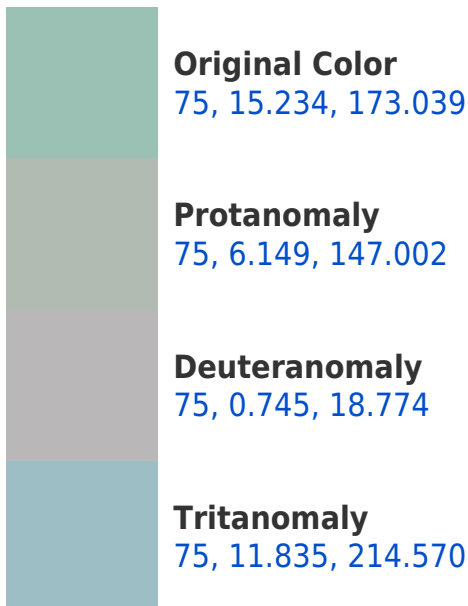 Original Color
75, 15.234, 173.039
Protanomaly
75, 6.149, 147.002
Deuteranomaly
75, 0.745, 18.774
Tritanomaly
75, 11.835, 214.570